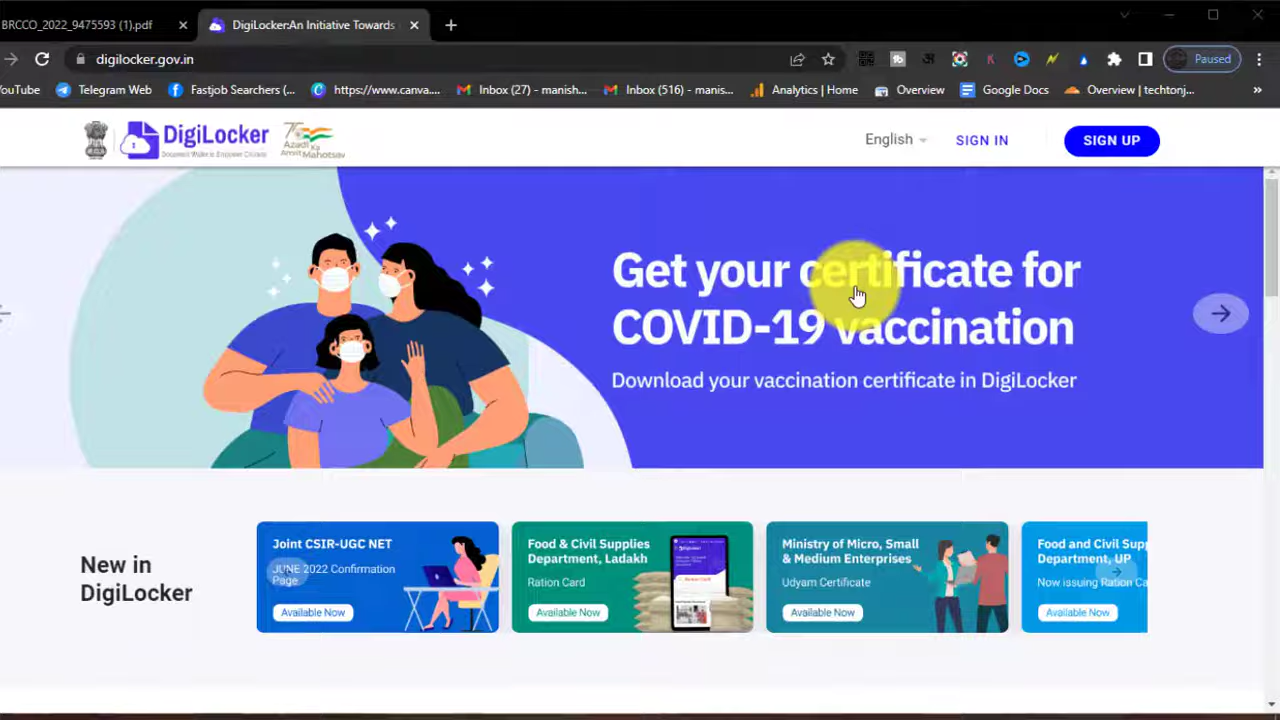 BRCCO_2022_9475593 (1).pdf
DigiLocker:An Initiative Towards
digilocker.gov.in
Paused
YouTube
Telegram Web
Fastjob Searchers (...
https://www.canva...
Inbox (27) - manish...
Inbox (516) - manis...
Analytics | Home
Overview
Google Docs
Overview | techtonj...
DigiLocker
Document Wallet to Empower Citizens
75
Azadi Ka
Amrit Mahotsav
English
SIGN IN
SIGN UP
Get your certificate for
COVID-19 vaccination
Download your vaccination certificate in DigiLocker
New in
DigiLocker
Joint CSIR-UGC NET
JUNE 2022 Confirmation
Page
Available Now
Food & Civil Supplies
Department, Ladakh
Ration Card
Available Now
Ministry of Micro, Small
& Medium Enterprises
Udyam Certificate
Available Now
Food and Civil Supp
Department, UP
Now issuing Ration Ca
Available Now